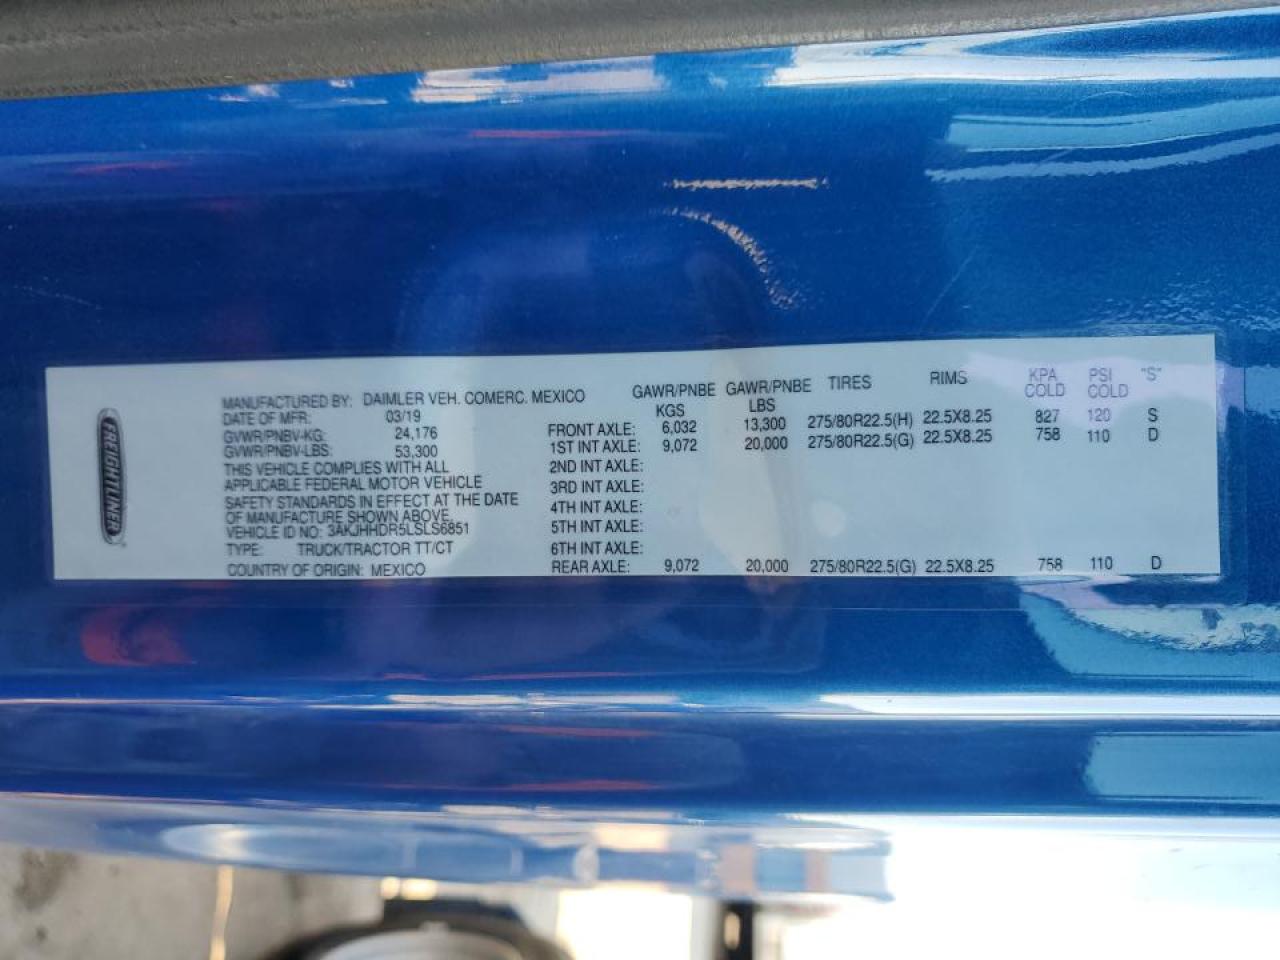 FREIGHTLINER
MANUFACTURED BY: DAIMLER VEH. COMERC. MEXICO
DATE OF MFR: 03/19
GVWR/PNBV-KG: 24,176
GVWR/PNBV-LBS: 53,300
THIS VEHICLE COMPLIES WITH ALL
APPLICABLE FEDERAL MOTOR VEHICLE
SAFETY STANDARDS IN EFFECT AT THE DATE
OF MANUFACTURE SHOWN ABOVE.
VEHICLE ID NO: 3AKJHHDR5LSLS6851
TYPE: TRUCK/TRACTOR TT/CT
COUNTRY OF ORIGIN: MEXICO
GAWR/PNBE GAWR/PNBE TIRES RIMS KPA PSI "S"
KGS LBS COLD COLD
FRONT AXLE: 6,032 13,300 275/80R22.5(H) 22.5X8.25 827 120 S
1ST INT AXLE: 9,072 20,000 275/80R22.5(G) 22.5X8.25 758 110 D
2ND INT AXLE:
3RD INT AXLE:
4TH INT AXLE:
5TH INT AXLE:
6TH INT AXLE:
REAR AXLE: 9,072 20,000 275/80R22.5(G) 22.5X8.25 758 110 D